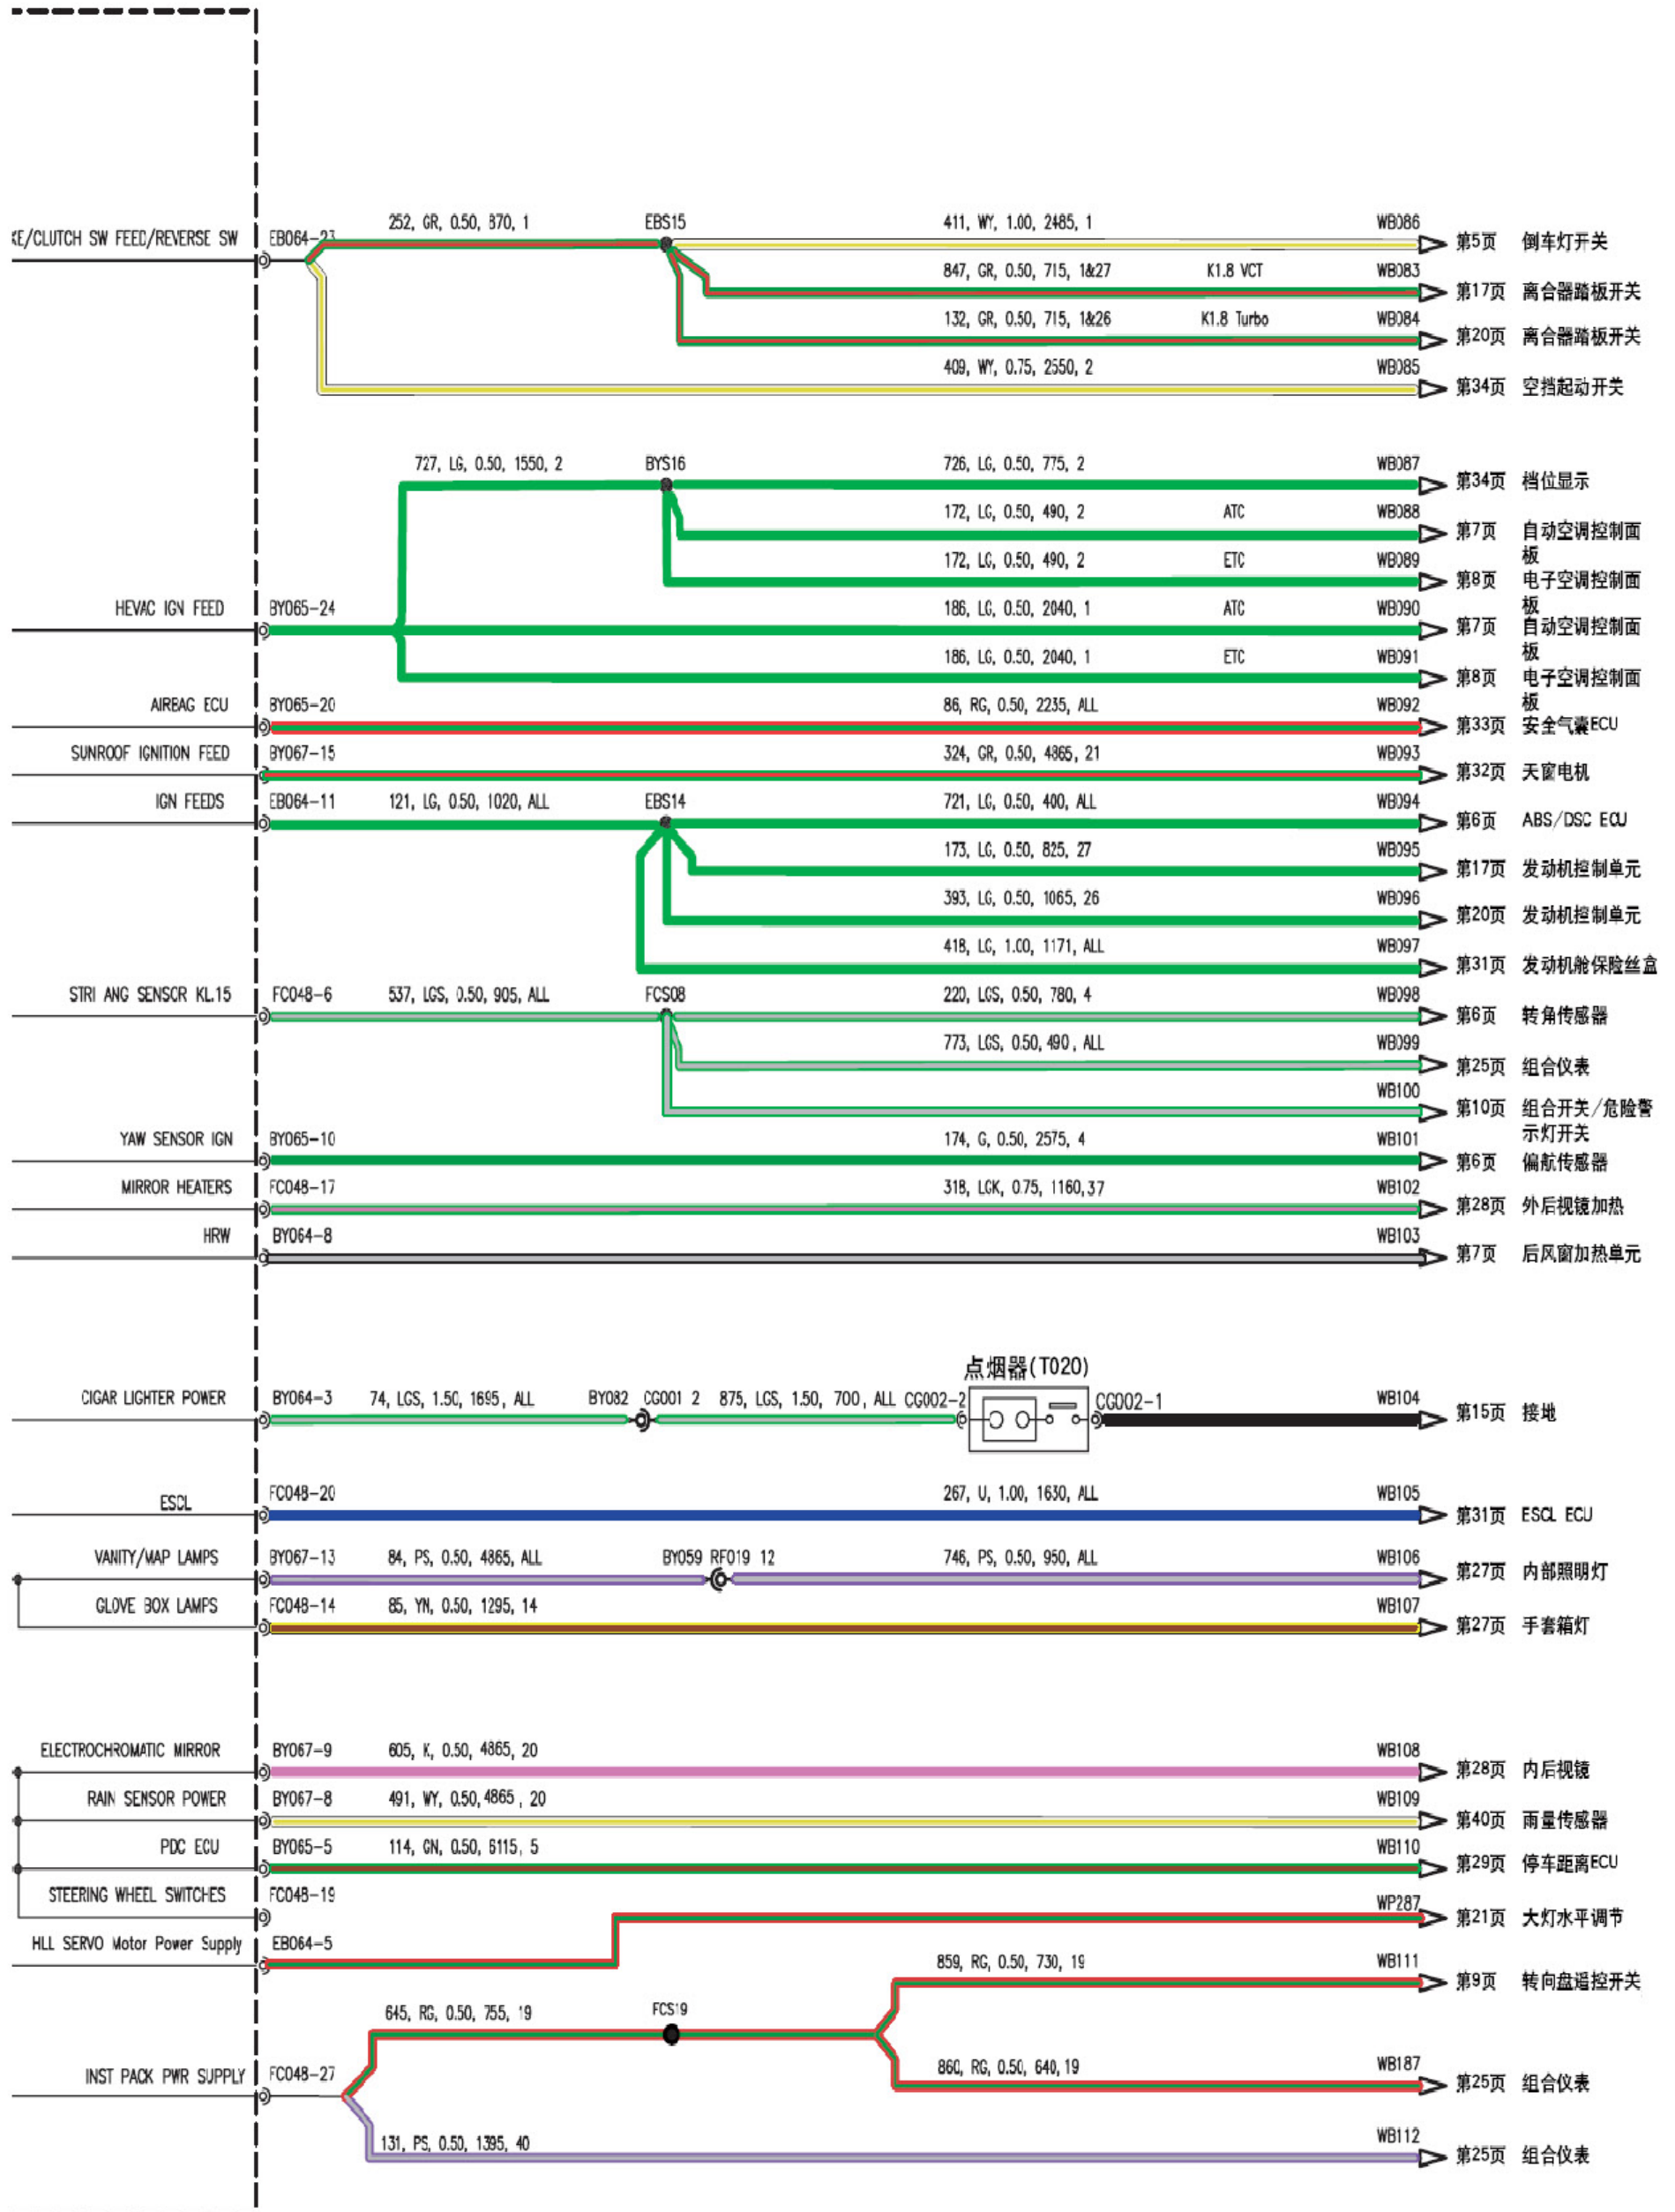 KE/CLUTCH SW FEED/REVERSE SW EB064-23 252, GR, 0.50, 870, 1 EBS15 411, WY, 1.00, 2485, 1 WB086
第5页 倒车灯开关
847, GR, 0.50, 715, 1&27 K1.8 VCT WB083
第17页 离合器踏板开关
132, GR, 0.50, 715, 1&26 K1.8 Turbo WB084
第20页 离合器踏板开关
409, WY, 0.75, 2550, 2 WB085
第34页 空挡起动开关
727, LG, 0.50, 1550, 2 BYS16 726, LG, 0.50, 775, 2 WB087
第34页 档位显示
172, LG, 0.50, 490, 2 ATC WB088
第7页 自动空调控制面
板
172, LG, 0.50, 490, 2 ETC WB089
第8页 电子空调控制面
板
HEVAC IGN FEED BY065-24 186, LG, 0.50, 2040, 1 ATC WB090
第7页 自动空调控制面
板
186, LG, 0.50, 2040, 1 ETC WB091
第8页 电子空调控制面
板
AIRBAG ECU BY065-20 86, RG, 0.50, 2235, ALL WB092
第33页 安全气囊ECU
SUNROOF IGNITION FEED BY067-15 324, GR, 0.50, 4865, 21 WB093
第32页 天窗电机
IGN FEEDS EB064-11 121, LG, 0.50, 1020, ALL EBS14 721, LG, 0.50, 400, ALL WB094
第6页 ABS/DSC ECU
173, LG, 0.50, 825, 27 WB095
第17页 发动机控制单元
393, LG, 0.50, 1065, 26 WB096
第20页 发动机控制单元
418, LG, 1.00, 1171, ALL WB097
第31页 发动机舱保险丝盒
STRI ANG SENSOR KL.15 FC048-6 537, LGS, 0.50, 905, ALL FCS08 220, LGS, 0.50, 780, 4 WB098
第6页 转角传感器
773, LGS, 0.50, 490, ALL WB099
第25页 组合仪表
WB100
第10页 组合开关/危险警
示灯开关
YAW SENSOR IGN BY065-10 174, G, 0.50, 2575, 4 WB101
第6页 偏航传感器
MIRROR HEATERS FC048-17 318, LGK, 0.75, 1160,37 WB102
第28页 外后视镜加热
HRW BY064-8 WB103
第7页 后风窗加热单元
点烟器(T020)
CIGAR LIGHTER POWER BY064-3 74, LGS, 1.50, 1695, ALL BY082 CG001 2 875, LGS, 1.50, 700, ALL CG002-2 CG002-1 WB104
第15页 接地
ESCL FC048-20 267, U, 1.00, 1630, ALL WB105
第31页 ESCL ECU
VANITY/MAP LAMPS BY067-13 84, PS, 0.50, 4865, ALL BY059 RF019 12 746, PS, 0.50, 950, ALL WB106
第27页 内部照明灯
GLOVE BOX LAMPS FC048-14 85, YN, 0.50, 1295, 14 WB107
第27页 手套箱灯
ELECTROCHROMATIC MIRROR BY067-9 605, K, 0.50, 4865, 20 WB108
第28页 内后视镜
RAIN SENSOR POWER BY067-8 491, WY, 0.50,4865, 20 WB109
第40页 雨量传感器
PDC ECU BY065-5 114, GN, 0.50, 6115, 5 WB110
第29页 停车距离ECU
STEERING WHEEL SWITCHES FC048-19 WP287
第21页 大灯水平调节
HLL SERVO Motor Power Supply EB064-5 859, RG, 0.50, 730, 19 WB111
第9页 转向盘遥控开关
645, RG, 0.50, 755, 19 FCS19
INST PACK PWR SUPPLY FC048-27 860, RG, 0.50, 640,19 WB187
第25页 组合仪表
131, PS, 0.50, 1395, 40 WB112
第25页 组合仪表